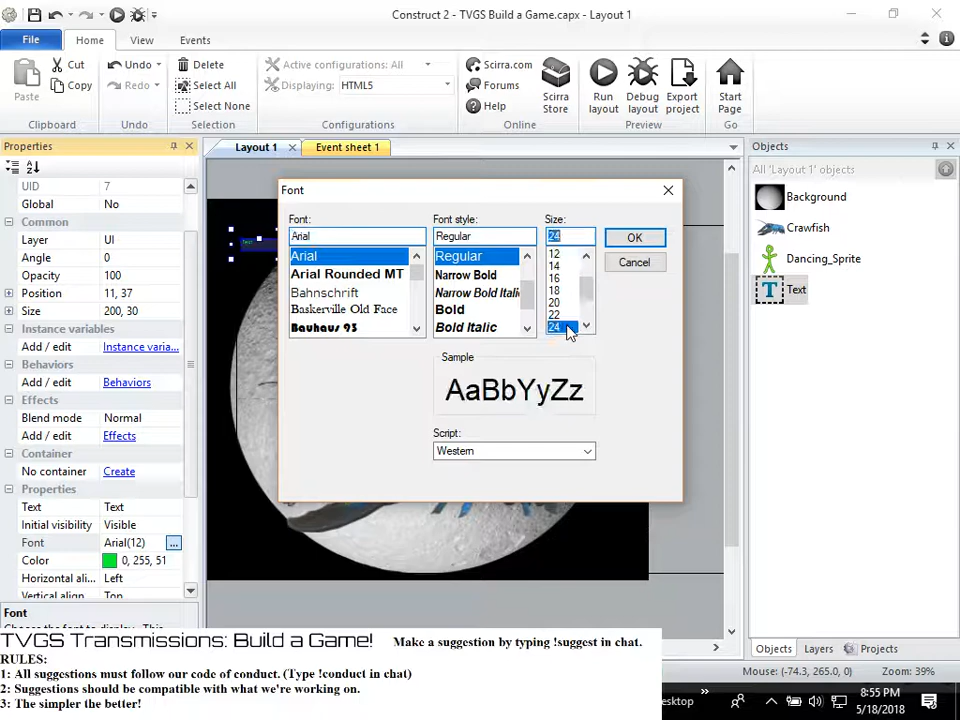 Construct 2 - TVGS Build a Game.capx - Layout 1
File Home View Events
Paste
Cut
Copy
Clipboard
Undo
Redo
Undo
Delete
Select All
Select None
Selection
Active configurations: All
Displaying: HTML5
Configurations
Scirra.com
Forums
Help
Scirra Store
Online
Run layout
Debug layout
Export project
Preview
Start Page
Go
Properties
UID 7
Global No
Common
Layer UI
Angle 0
Opacity 100
Position 11, 37
Size 200, 30
Instance variables
Add / edit Instance varia...
Behaviors
Add / edit Behaviors
Effects
Blend mode Normal
Add / edit Effects
Container
No container Create
Properties
Text Text
Initial visibility Visible
Font Arial(12) ...
Color 0, 255, 51
Horizontal ali... Left
Vertical align Top
Font
Layout 1
Event sheet 1
Text
Font
Font:
Arial
Arial
Arial Rounded MT
Bahnschrift
Baskerville Old Face
Bauhaus 93
Font style:
Regular
Regular
Narrow Bold
Narrow Bold Itali
Bold
Bold Italic
Size:
24
12
14
16
18
20
22
24
OK
Cancel
Sample
AaBbYyZz
Script:
Western
Objects
All 'Layout 1' objects
Background
Crawfish
Dancing_Sprite
T Text
Objects Layers Projects
Mouse: (-74.3, 265.0, 0) Zoom: 39%
TVGS Transmissions: Build a Game! Make a suggestion by typing !suggest in chat.
RULES:
1: All suggestions must follow our code of conduct. (Type !conduct in chat)
2: Suggestions should be compatible with what we're working on.
3: The simpler the better!
esktop
8:55 PM
5/18/2018